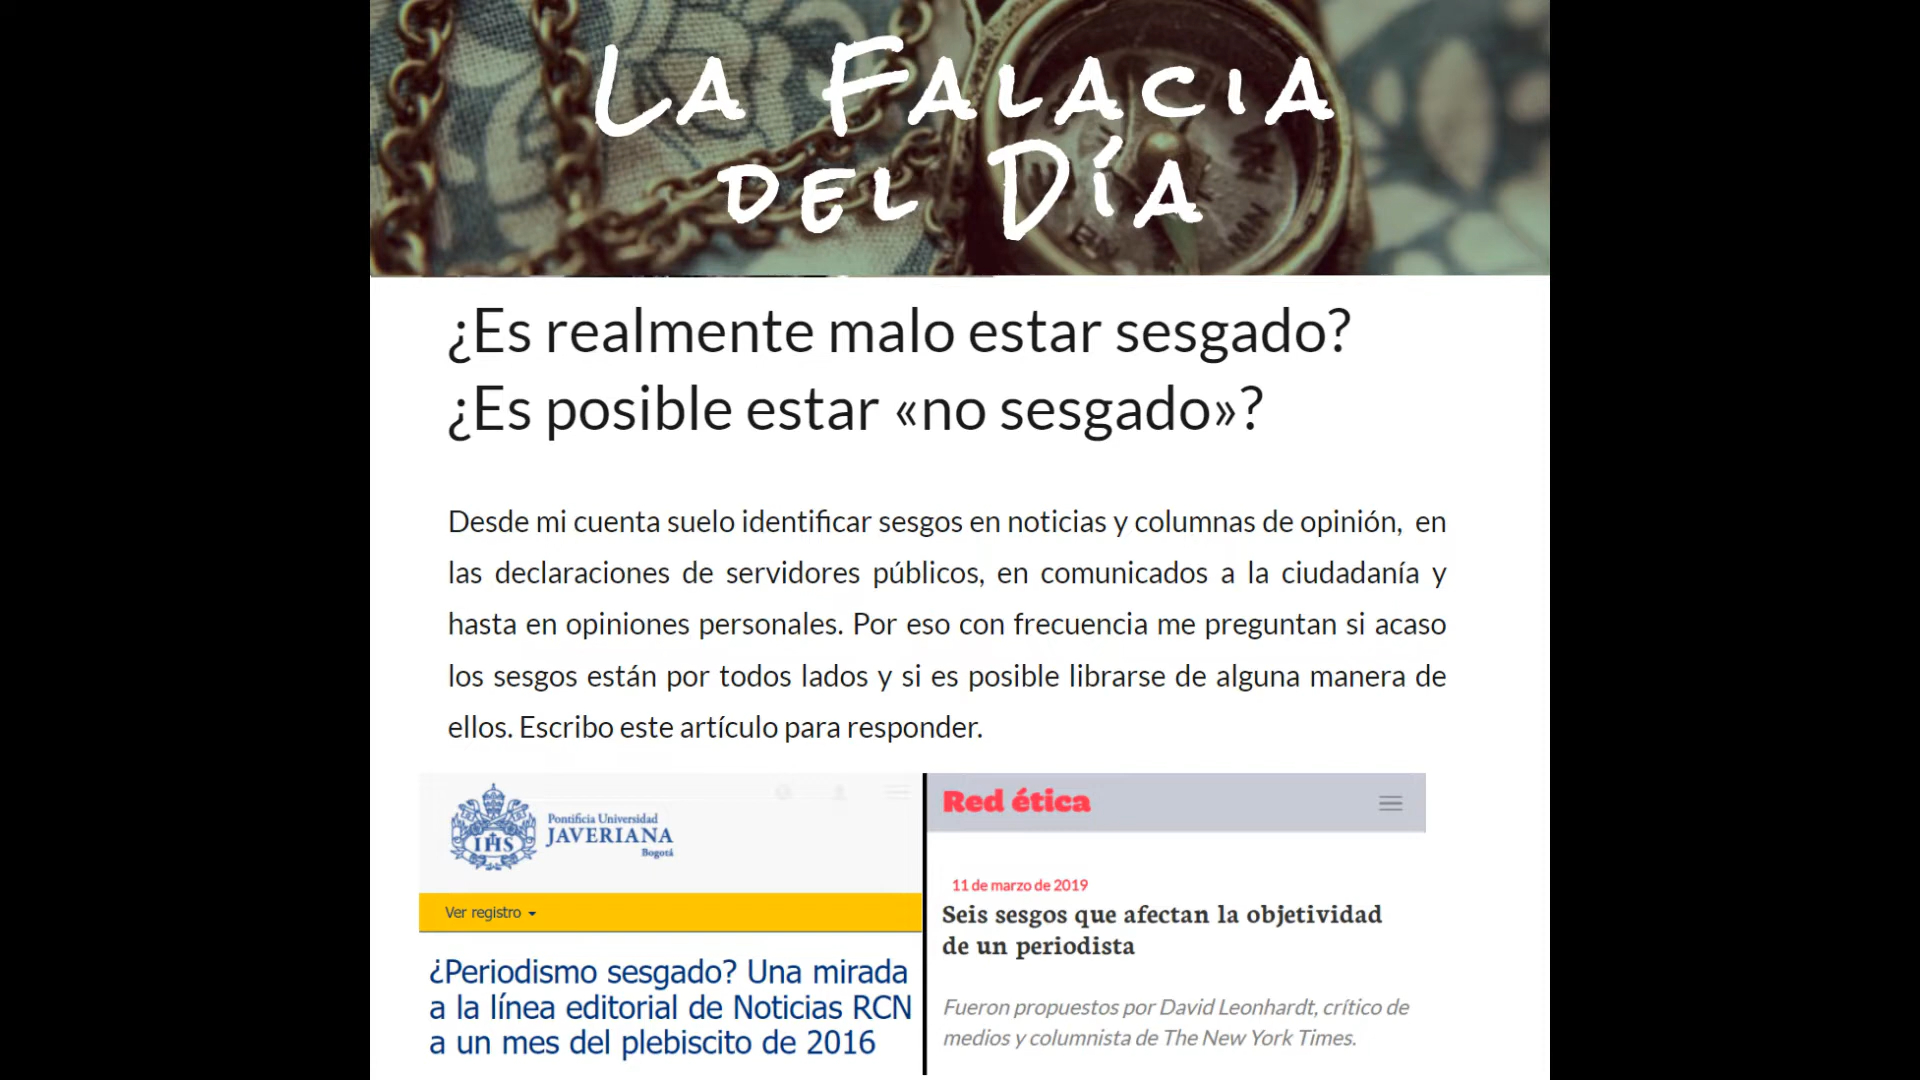 La Falacia
del Día
¿Es realmente malo estar sesgado?
¿Es posible estar «no sesgado»?
Desde mi cuenta suelo identificar sesgos en noticias y columnas de opinión, en
las declaraciones de servidores públicos, en comunicados a la ciudadanía y
hasta en opiniones personales. Por eso con frecuencia me preguntan si acaso
los sesgos están por todos lados y si es posible librarse de alguna manera de
ellos. Escribo este artículo para responder.
IHS
Pontificia Universidad
JAVERIANA
Bogotá
Ver registro
¿Periodismo sesgado? Una mirada
a la línea editorial de Noticias RCN
a un mes del plebiscito de 2016
Red ética
11 de marzo de 2019
Seis sesgos que afectan la objetividad
de un periodista
Fueron propuestos por David Leonhardt, crítico de
medios y columnista de The New York Times.